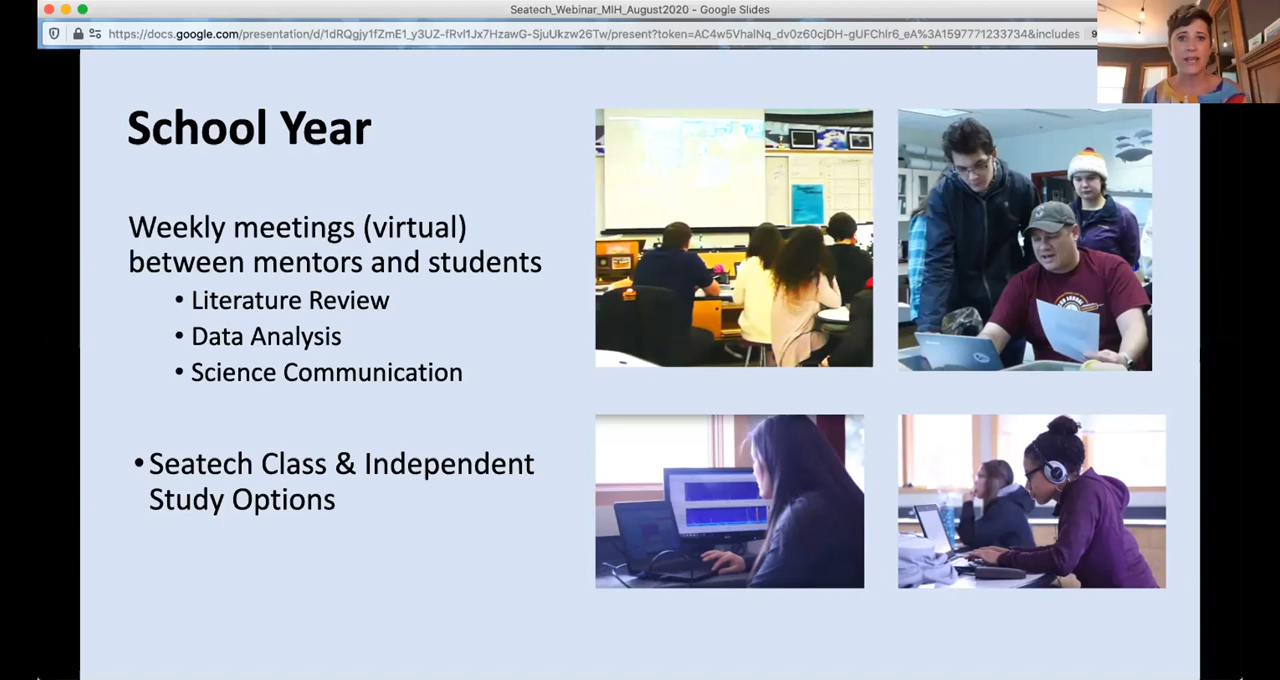 Seatech_Webinar_MIH_August2020 - Google Slides
https://docs.google.com/presentation/d/1dRQgjy1fZmE1_y3UZ-fRvl1Jx7HzawG-SjuUkzw26Tw/present?token=AC4w5VhalNq_dv0z60cjDH-gUFChlr6_eA%3A1597771233734&includes
School Year
Weekly meetings (virtual)
between mentors and students
• Literature Review
• Data Analysis
• Science Communication
• Seatech Class & Independent
Study Options